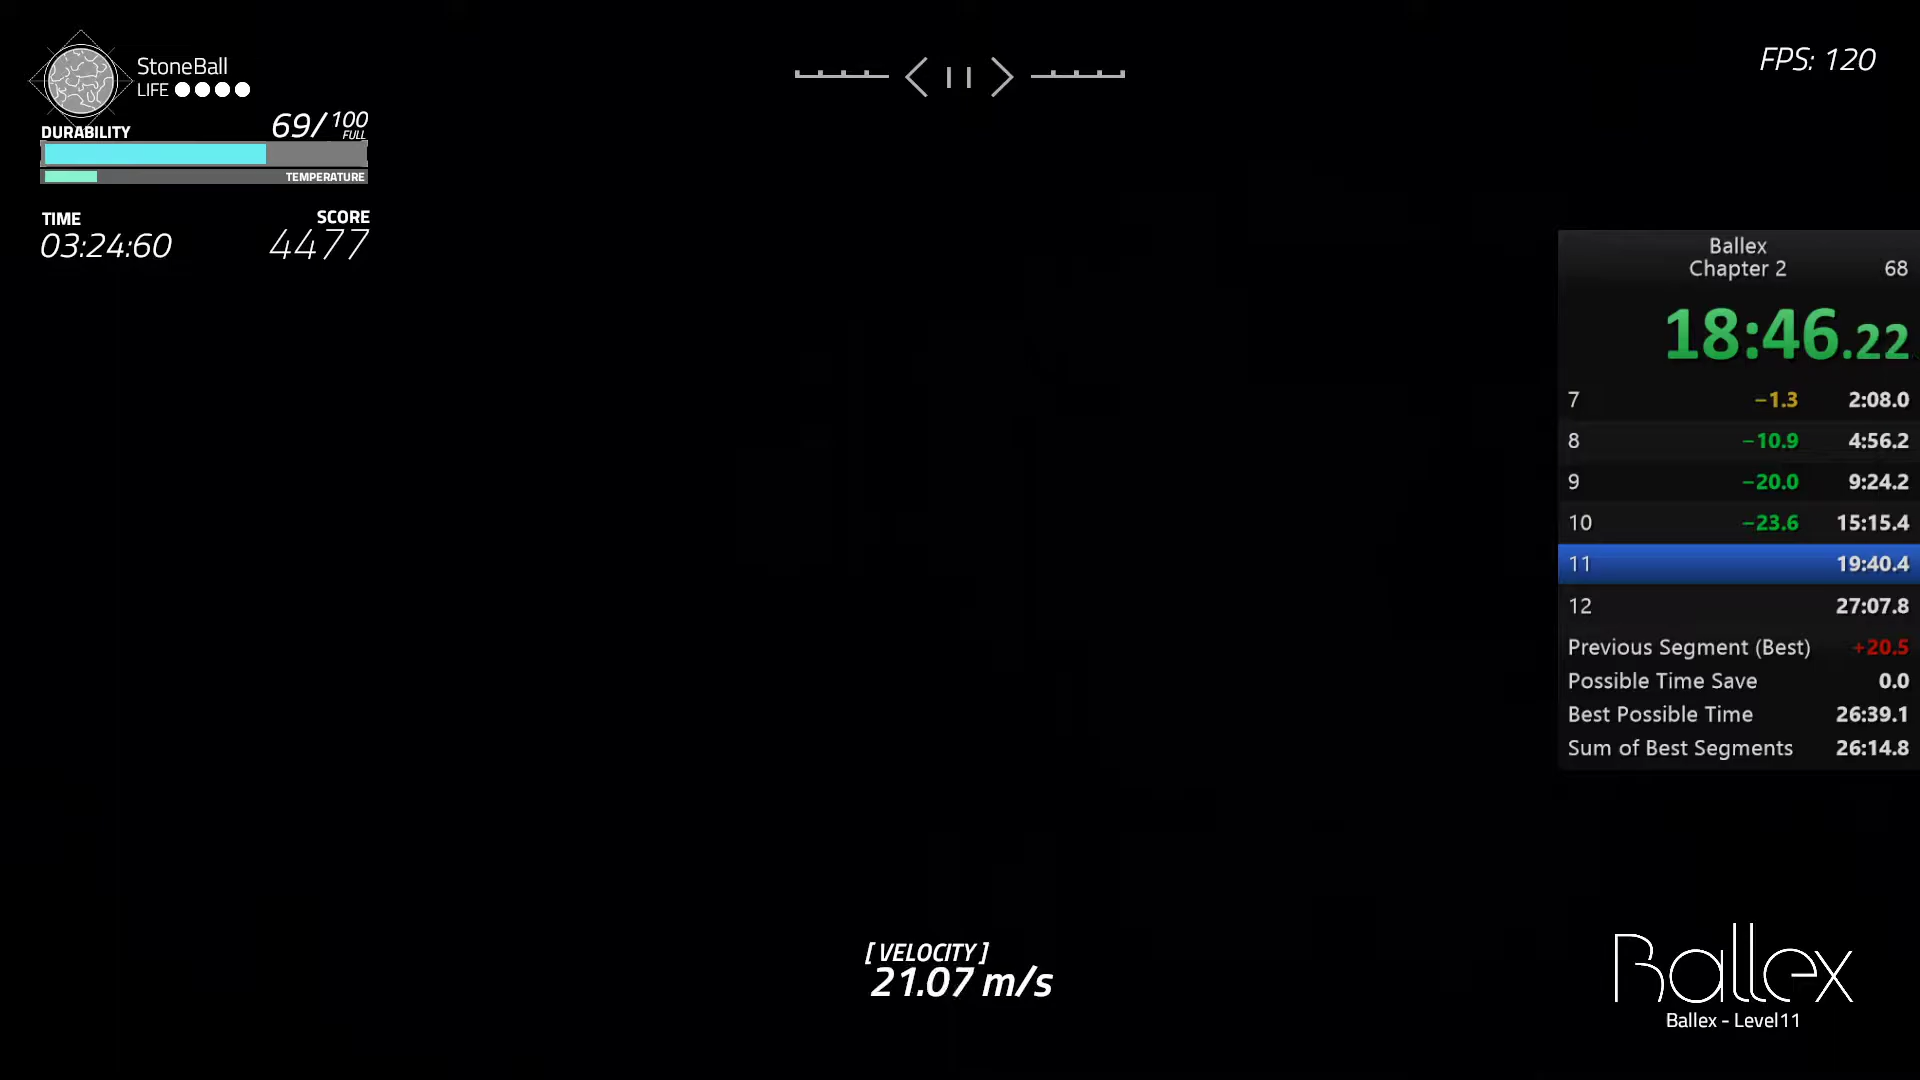 StoneBall
LIFE
DURABILITY
69/100
FULL
TEMPERATURE
TIME
SCORE
03:24:60
4477
FPS: 120
Ballex
Chapter 2
68
18:46.22
7 −1.3 2:08.0
8 −10.9 4:56.2
9 −20.0 9:24.2
10 −23.6 15:15.4
11 19:40.4
12 27:07.8
Previous Segment (Best) +20.5
Possible Time Save 0.0
Best Possible Time 26:39.1
Sum of Best Segments 26:14.8
[ VELOCITY ]
21.07 m/s
Ballex
Ballex - Level11